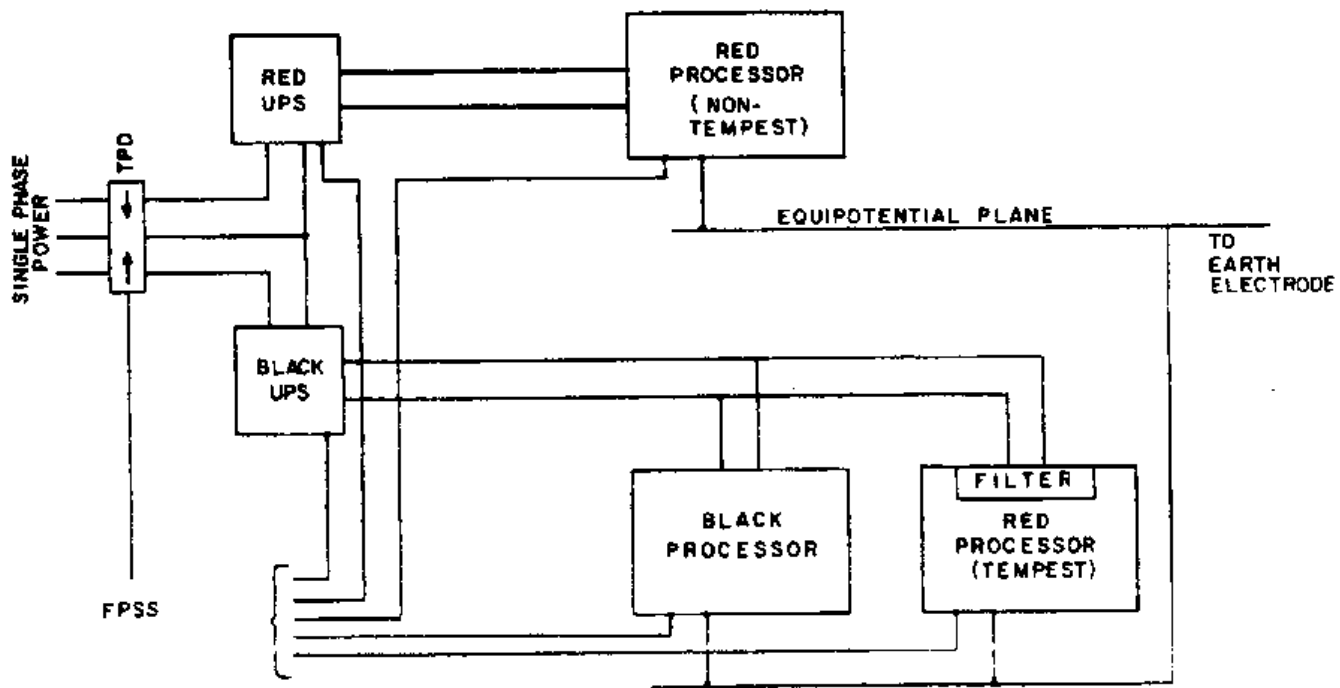 RED
UPS
RED
PROCESSOR
(NON-
TEMPEST)
TPD
SINGLE PHASE
POWER
EQUIPOTENTIAL PLANE
TO
EARTH
ELECTRODE
BLACK
UPS
FILTER
BLACK
PROCESSOR
RED
PROCESSOR
(TEMPEST)
FPSS